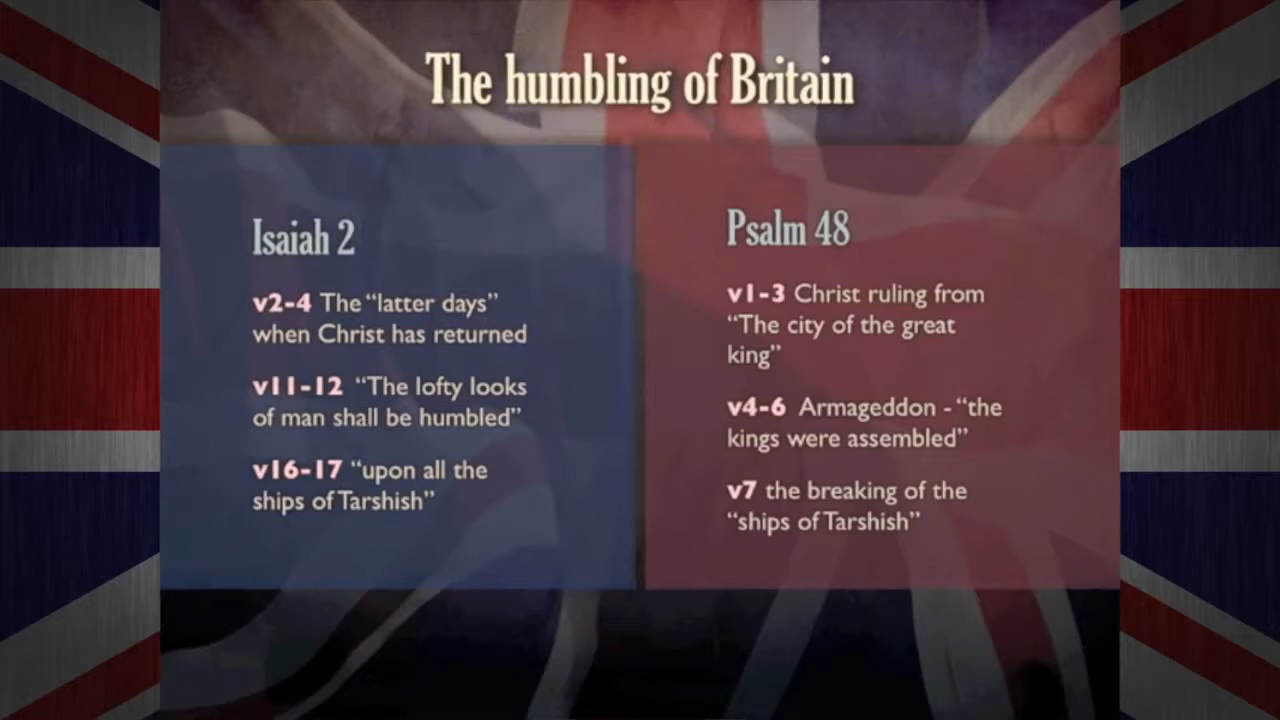 The humbling of Britain
Isaiah 2
v2-4 The “latter days”
when Christ has returned
v11-12 “The lofty looks
of man shall be humbled”
v16-17 “upon all the
ships of Tarshish”
Psalm 48
v1-3 Christ ruling from
“The city of the great
king”
v4-6 Armageddon - “the
kings were assembled”
v7 the breaking of the
“ships of Tarshish”